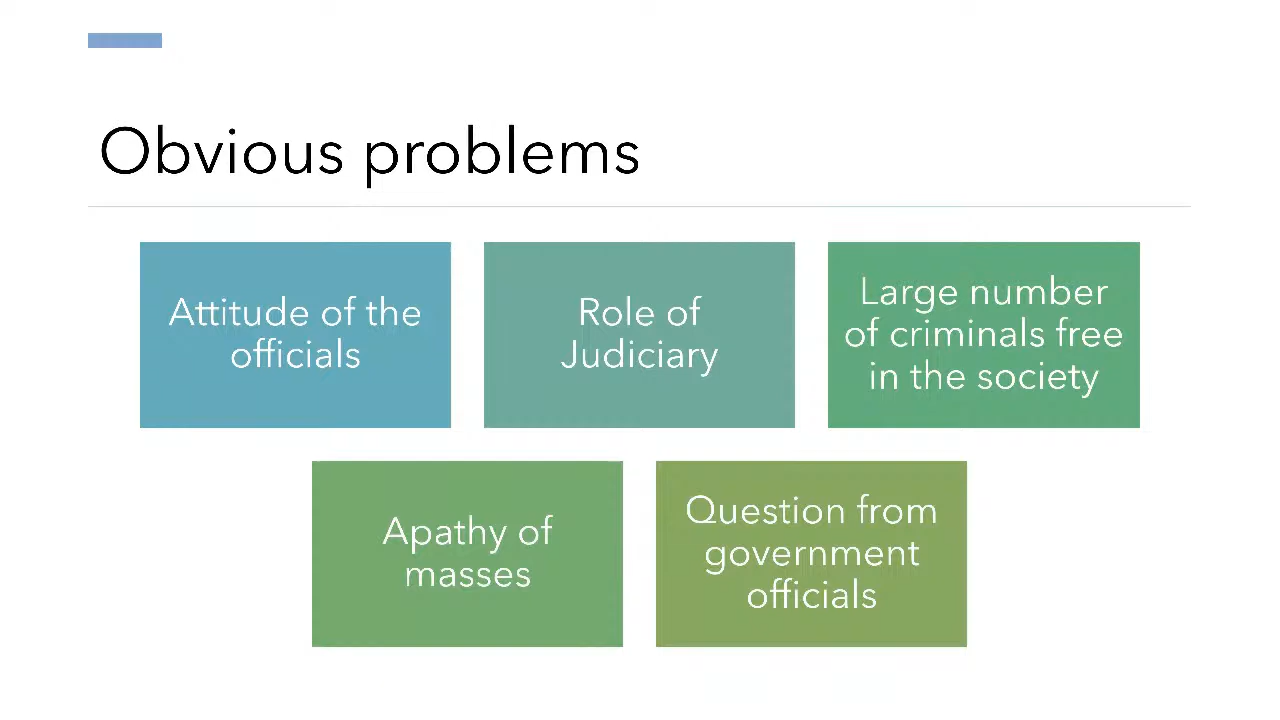 Obvious problems
Attitude of the
officials
Role of
Judiciary
Large number
of criminals free
in the society
Apathy of
masses
Question from
government
officials